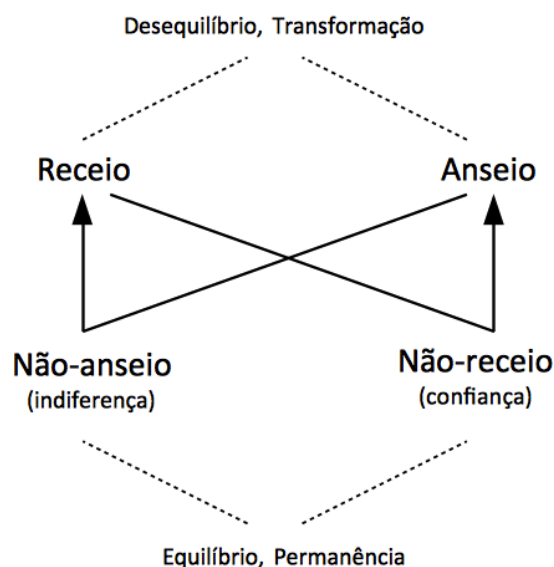 Desequilíbrio, Transformação
Receio
Anseio
Não-anseio
(indiferença)
Não-receio
(confiança)
Equilíbrio, Permanência